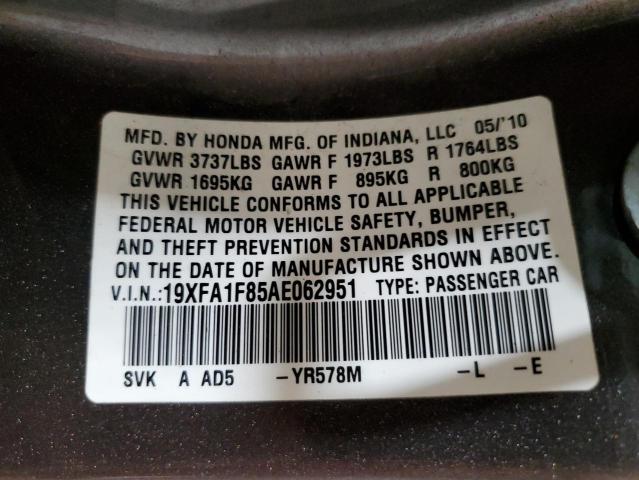 MFD. BY HONDA MFG. OF INDIANA, LLC 05/'10
GVWR 3737LBS GAWR F 1973LBS R 1764LBS
GVWR 1695KG GAWR F 895KG R 800KG
THIS VEHICLE CONFORMS TO ALL APPLICABLE
FEDERAL MOTOR VEHICLE SAFETY, BUMPER,
AND THEFT PREVENTION STANDARDS IN EFFECT
ON THE DATE OF MANUFACTURE SHOWN ABOVE.
V.I.N.:19XFA1F85AE062951 TYPE: PASSENGER CAR
SVK A AD5 -YR578M -L -E